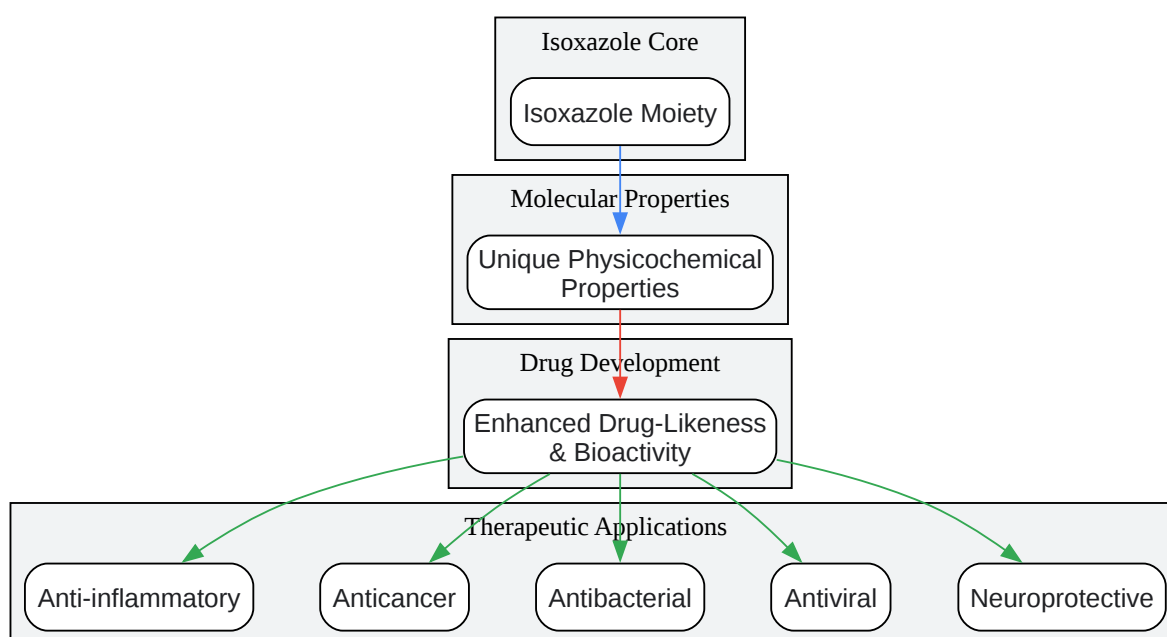 Isoxazole Core
Isoxazole Moiety
Molecular Properties
Unique Physicochemical
Properties
Drug Development
Enhanced Drug-Likeness
& Bioactivity
Therapeutic Applications
Anti-inflammatory
Anticancer
Antibacterial
Antiviral
Neuroprotective